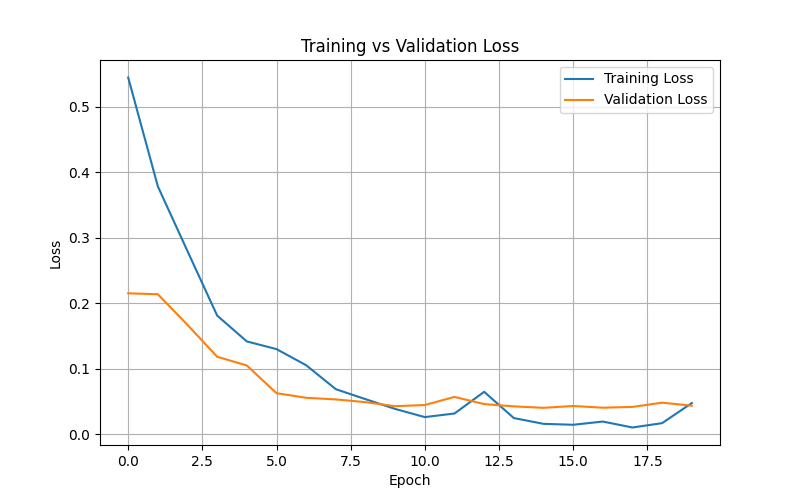 Training vs Validation Loss
Training Loss
Validation Loss
0.5
0.4
0.3
0.2
0.1
0.0
Loss
0.0 2.5 5.0 7.5 10.0 12.5 15.0 17.5
Epoch